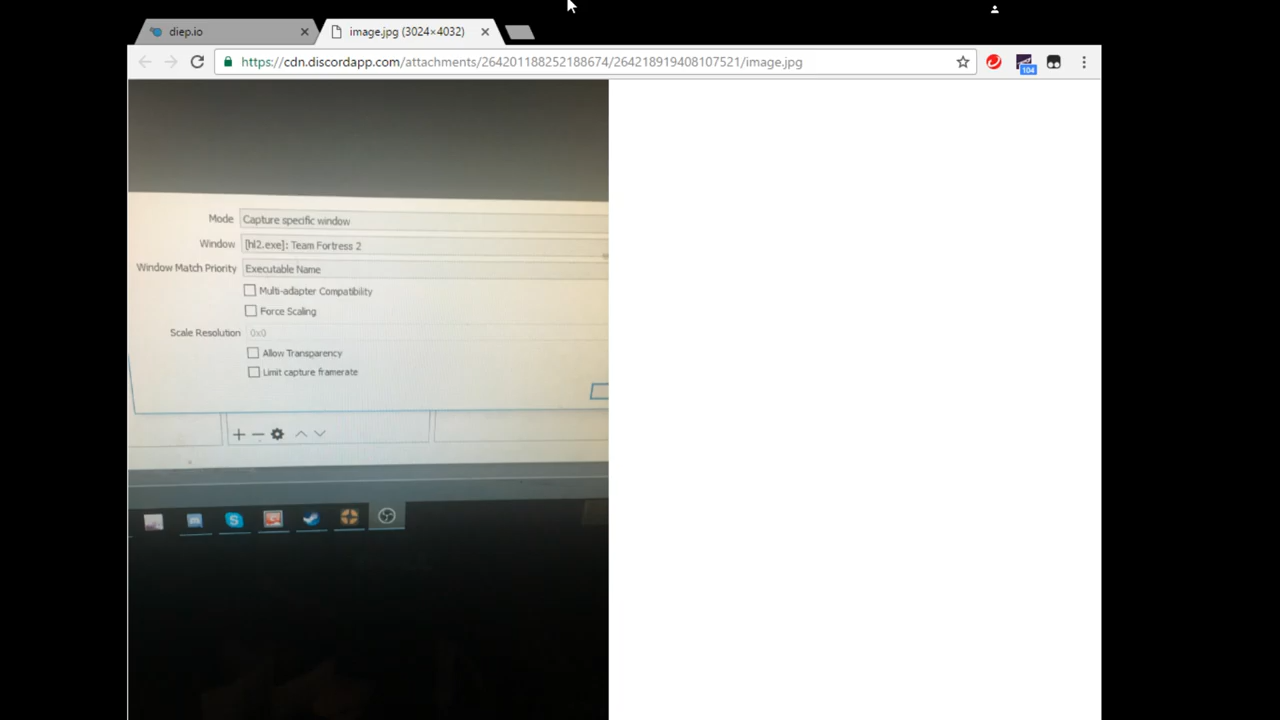 diep.io
image.jpg (3024×4032)
https://cdn.discordapp.com/attachments/264201188252188674/264218919408107521/image.jpg
104
Mode Capture specific window
Window [hl2.exe]: Team Fortress 2
Window Match Priority Executable Name
Multi-adapter Compatibility
Force Scaling
Scale Resolution 0x0
Allow Transparency
Limit capture framerate